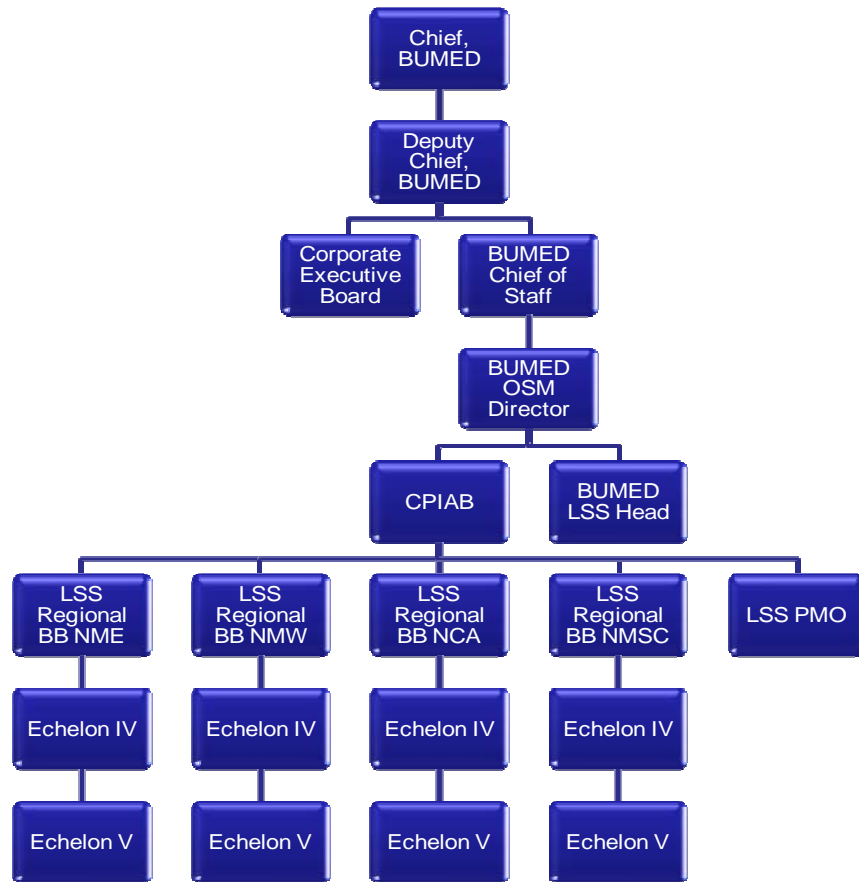 Chief,
BUMED
Deputy
Chief,
BUMED
Corporate
Executive
Board
BUMED
Chief of
Staff
BUMED
OSM
Director
CPIAB
BUMED
LSS Head
LSS
Regional
BB NME
LSS
Regional
BB NMW
LSS
Regional
BB NCA
LSS
Regional
BB NMSC
LSS PMO
Echelon IV
Echelon IV
Echelon IV
Echelon IV
Echelon V
Echelon V
Echelon V
Echelon V